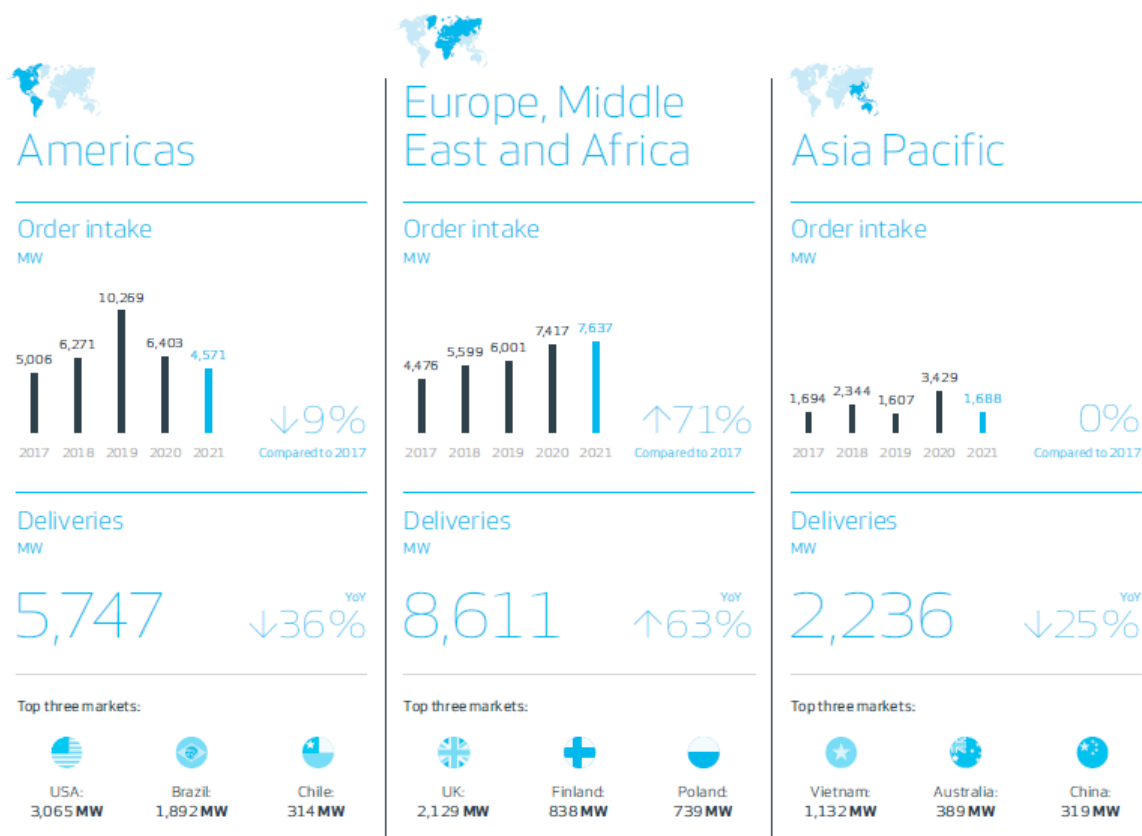 Americas
Order intake
MW
10,269
6,271
6,403
5,006
4,571
↓9%
2017 2018 2019 2020 2021
Compared to 2017
Deliveries
MW
5,747
YoY
↓36%
Top three markets:
USA:
3,065 MW
Brazil:
1,892 MW
Chile:
314 MW
Europe, Middle
East and Africa
Order intake
MW
7,417
7,637
5,599
6,001
4,476
↑71%
2017 2018 2019 2020 2021
Compared to 2017
Deliveries
MW
8,611
YoY
↑63%
Top three markets:
UK:
2,129 MW
Finland:
838 MW
Poland:
739 MW
Asia Pacific
Order intake
MW
3,429
1,694
2,344
1,607
1,688
0%
2017 2018 2019 2020 2021
Compared to 2017
Deliveries
MW
2,236
YoY
↓25%
Top three markets:
Vietnam:
1,132 MW
Australia:
389 MW
China:
319 MW